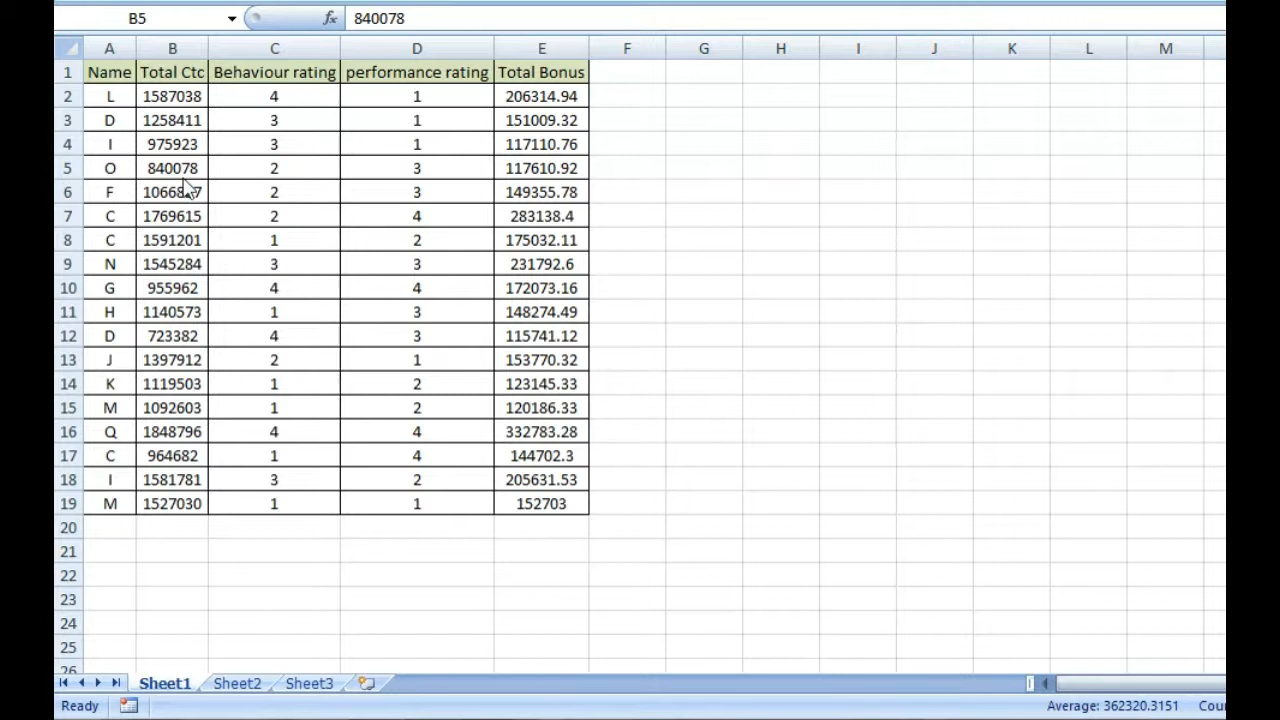 B5 fx 840078
A B C D E F G H I J K L M
1 Name Total Ctc Behaviour rating performance rating Total Bonus
2 L 1587038 4 1 206314.94
3 D 1258411 3 1 151009.32
4 I 975923 3 1 117110.76
5 O 840078 2 3 117610.92
6 F 2 3 149355.78
7 C 1769615 2 4 283138.4
8 C 1591201 1 2 175032.11
9 N 1545284 3 3 231792.6
10 G 955962 4 4 172073.16
11 H 1140573 1 3 148274.49
12 D 723382 4 3 115741.12
13 J 1397912 2 1 153770.32
14 K 1119503 1 2 123145.33
15 M 1092603 1 2 120186.33
16 Q 1848796 4 4 332783.28
17 C 964682 1 4 144702.3
18 I 1581781 3 2 205631.53
19 M 1527030 1 1 152703
20
21
22
23
24
25
26
Sheet1 Sheet2 Sheet3
Ready Average: 362320.3151 Cou